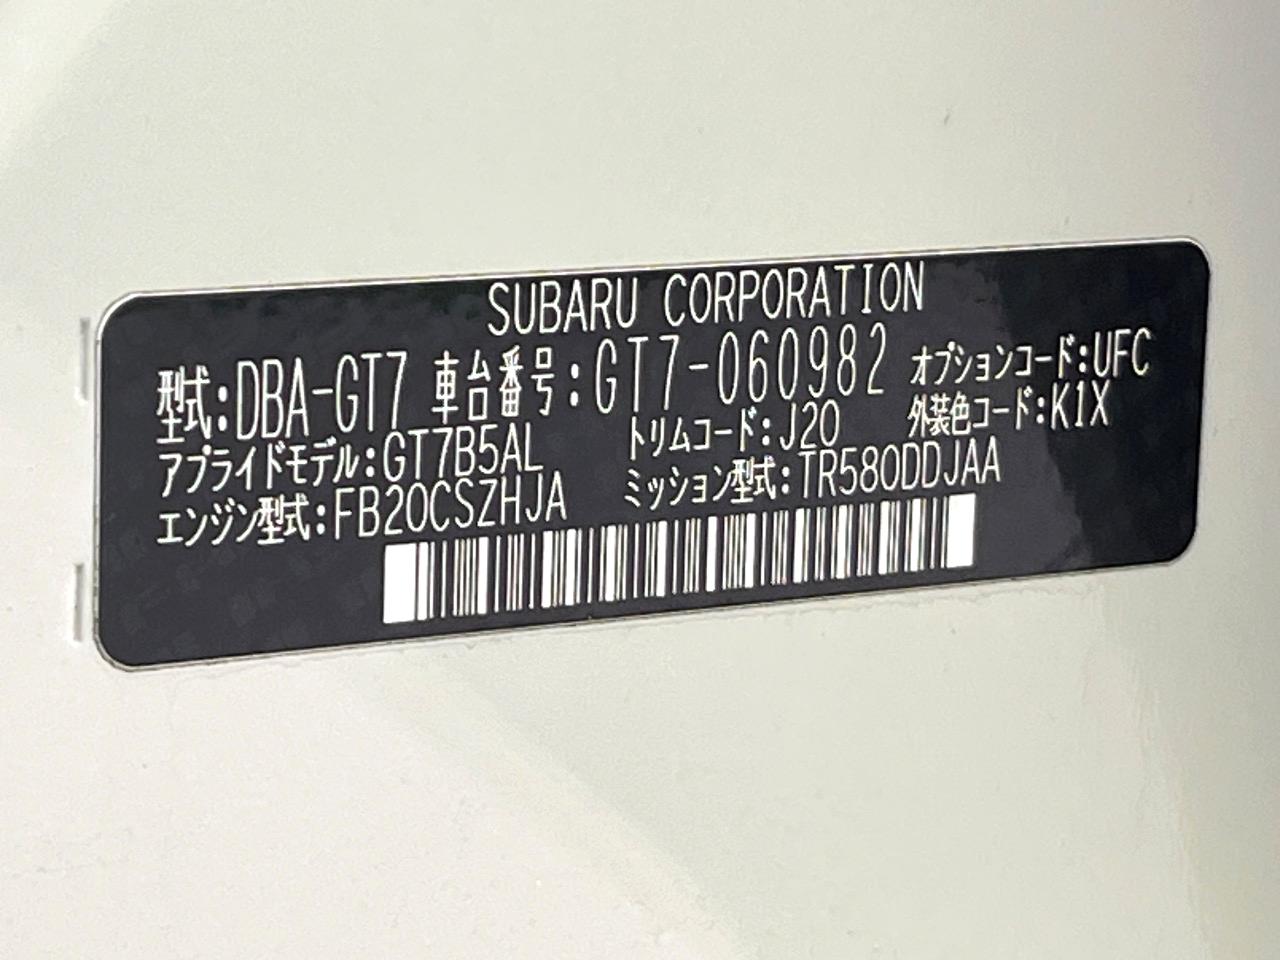 SUBARU CORPORATION
型式:DBA-GT7 車台番号:GT7-060982 オプションコード:UFC
アプライドモデル:GT7B5AL トリムコード:J20 外装色コード:K1X
エンジン型式:FB20CSZHJA ミッション型式:TR580DDJAA